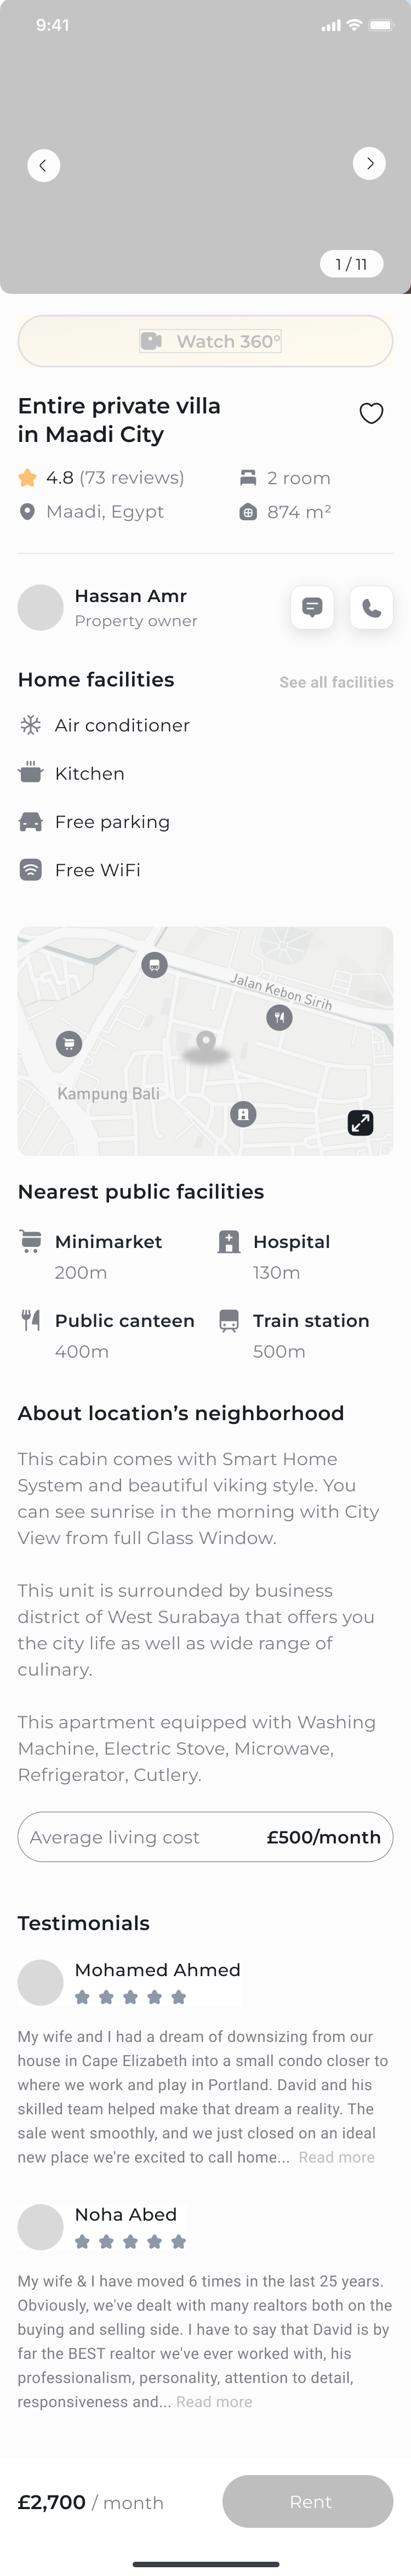 9:41
1 / 11
Watch 360°
Entire private villa
in Maadi City
4.8 (73 reviews)
2 room
Maadi, Egypt
874 m²
Hassan Amr
Property owner
Home facilities
See all facilities
Air conditioner
Kitchen
Free parking
Free WiFi
Jalan Kebon Sirih
Kampung Bali
Nearest public facilities
Minimarket
200m
Hospital
130m
Public canteen
400m
Train station
500m
About location's neighborhood
This cabin comes with Smart Home
System and beautiful viking style. You
can see sunrise in the morning with City
View from full Glass Window.
This unit is surrounded by business
district of West Surabaya that offers you
the city life as well as wide range of
culinary.
This apartment equipped with Washing
Machine, Electric Stove, Microwave,
Refrigerator, Cutlery.
Average living cost £500/month
Testimonials
Mohamed Ahmed
My wife and I had a dream of downsizing from our
house in Cape Elizabeth into a small condo closer to
where we work and play in Portland. David and his
skilled team helped make that dream a reality. The
sale went smoothly, and we just closed on an ideal
new place we're excited to call home... Read more
Noha Abed
My wife & I have moved 6 times in the last 25 years.
Obviously, we've dealt with many realtors both on the
buying and selling side. I have to say that David is by
far the BEST realtor we've ever worked with, his
professionalism, personality, attention to detail,
responsiveness and... Read more
£2,700 / month
Rent